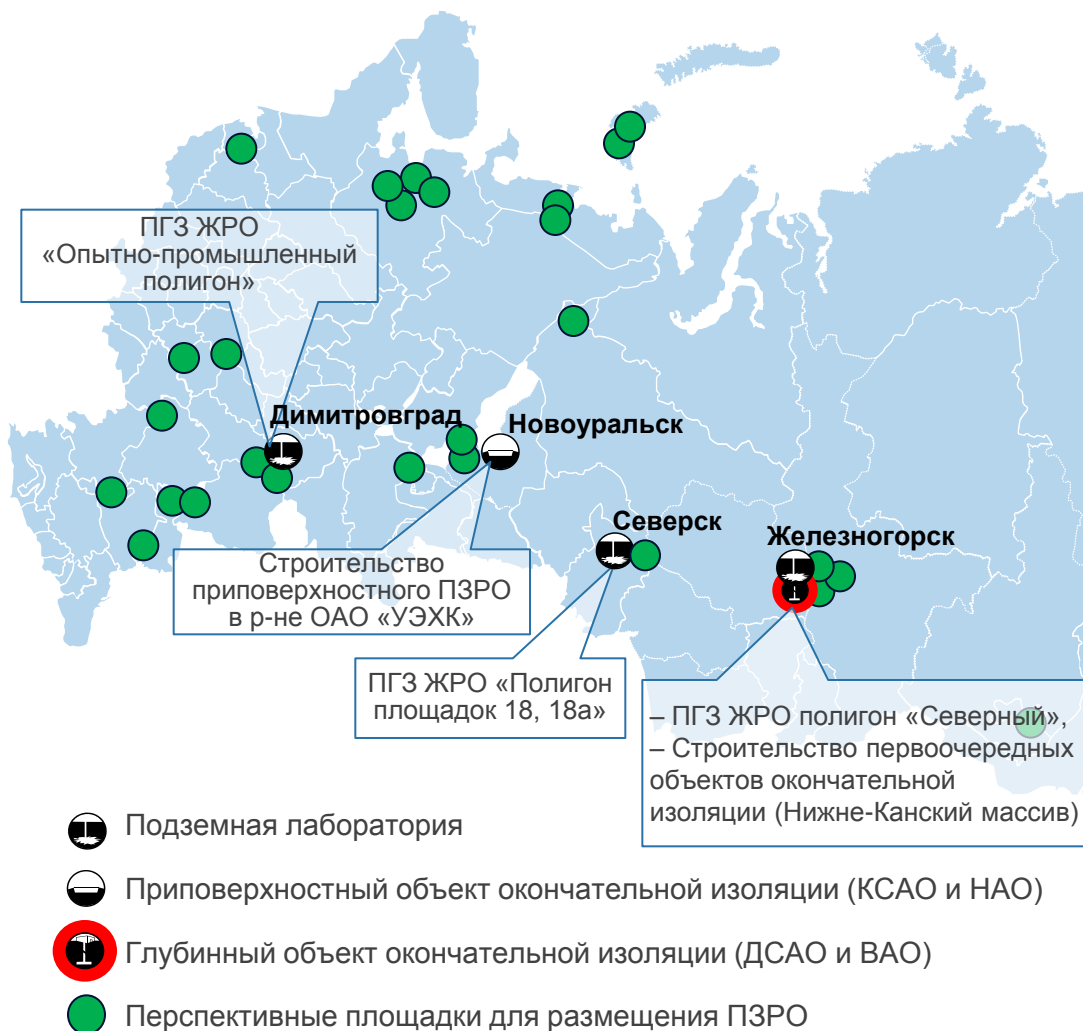 ПГЗ ЖРО
«Опытно-промышленный
полигон»
Димитровград
Новоуральск
Северск
Железногорск
Строительство
приповерхностного ПЗРО
в р-не ОАО «УЭХК»
ПГЗ ЖРО «Полигон
площадок 18, 18а»
– ПГЗ ЖРО полигон «Северный»,
– Строительство первоочередных
объектов окончательной
изоляции (Нижне-Канский массив)
Подземная лаборатория
Приповерхностный объект окончательной изоляции (КСАО и НАО)
Глубинный объект окончательной изоляции (ДСАО и ВАО)
Перспективные площадки для размещения ПЗРО